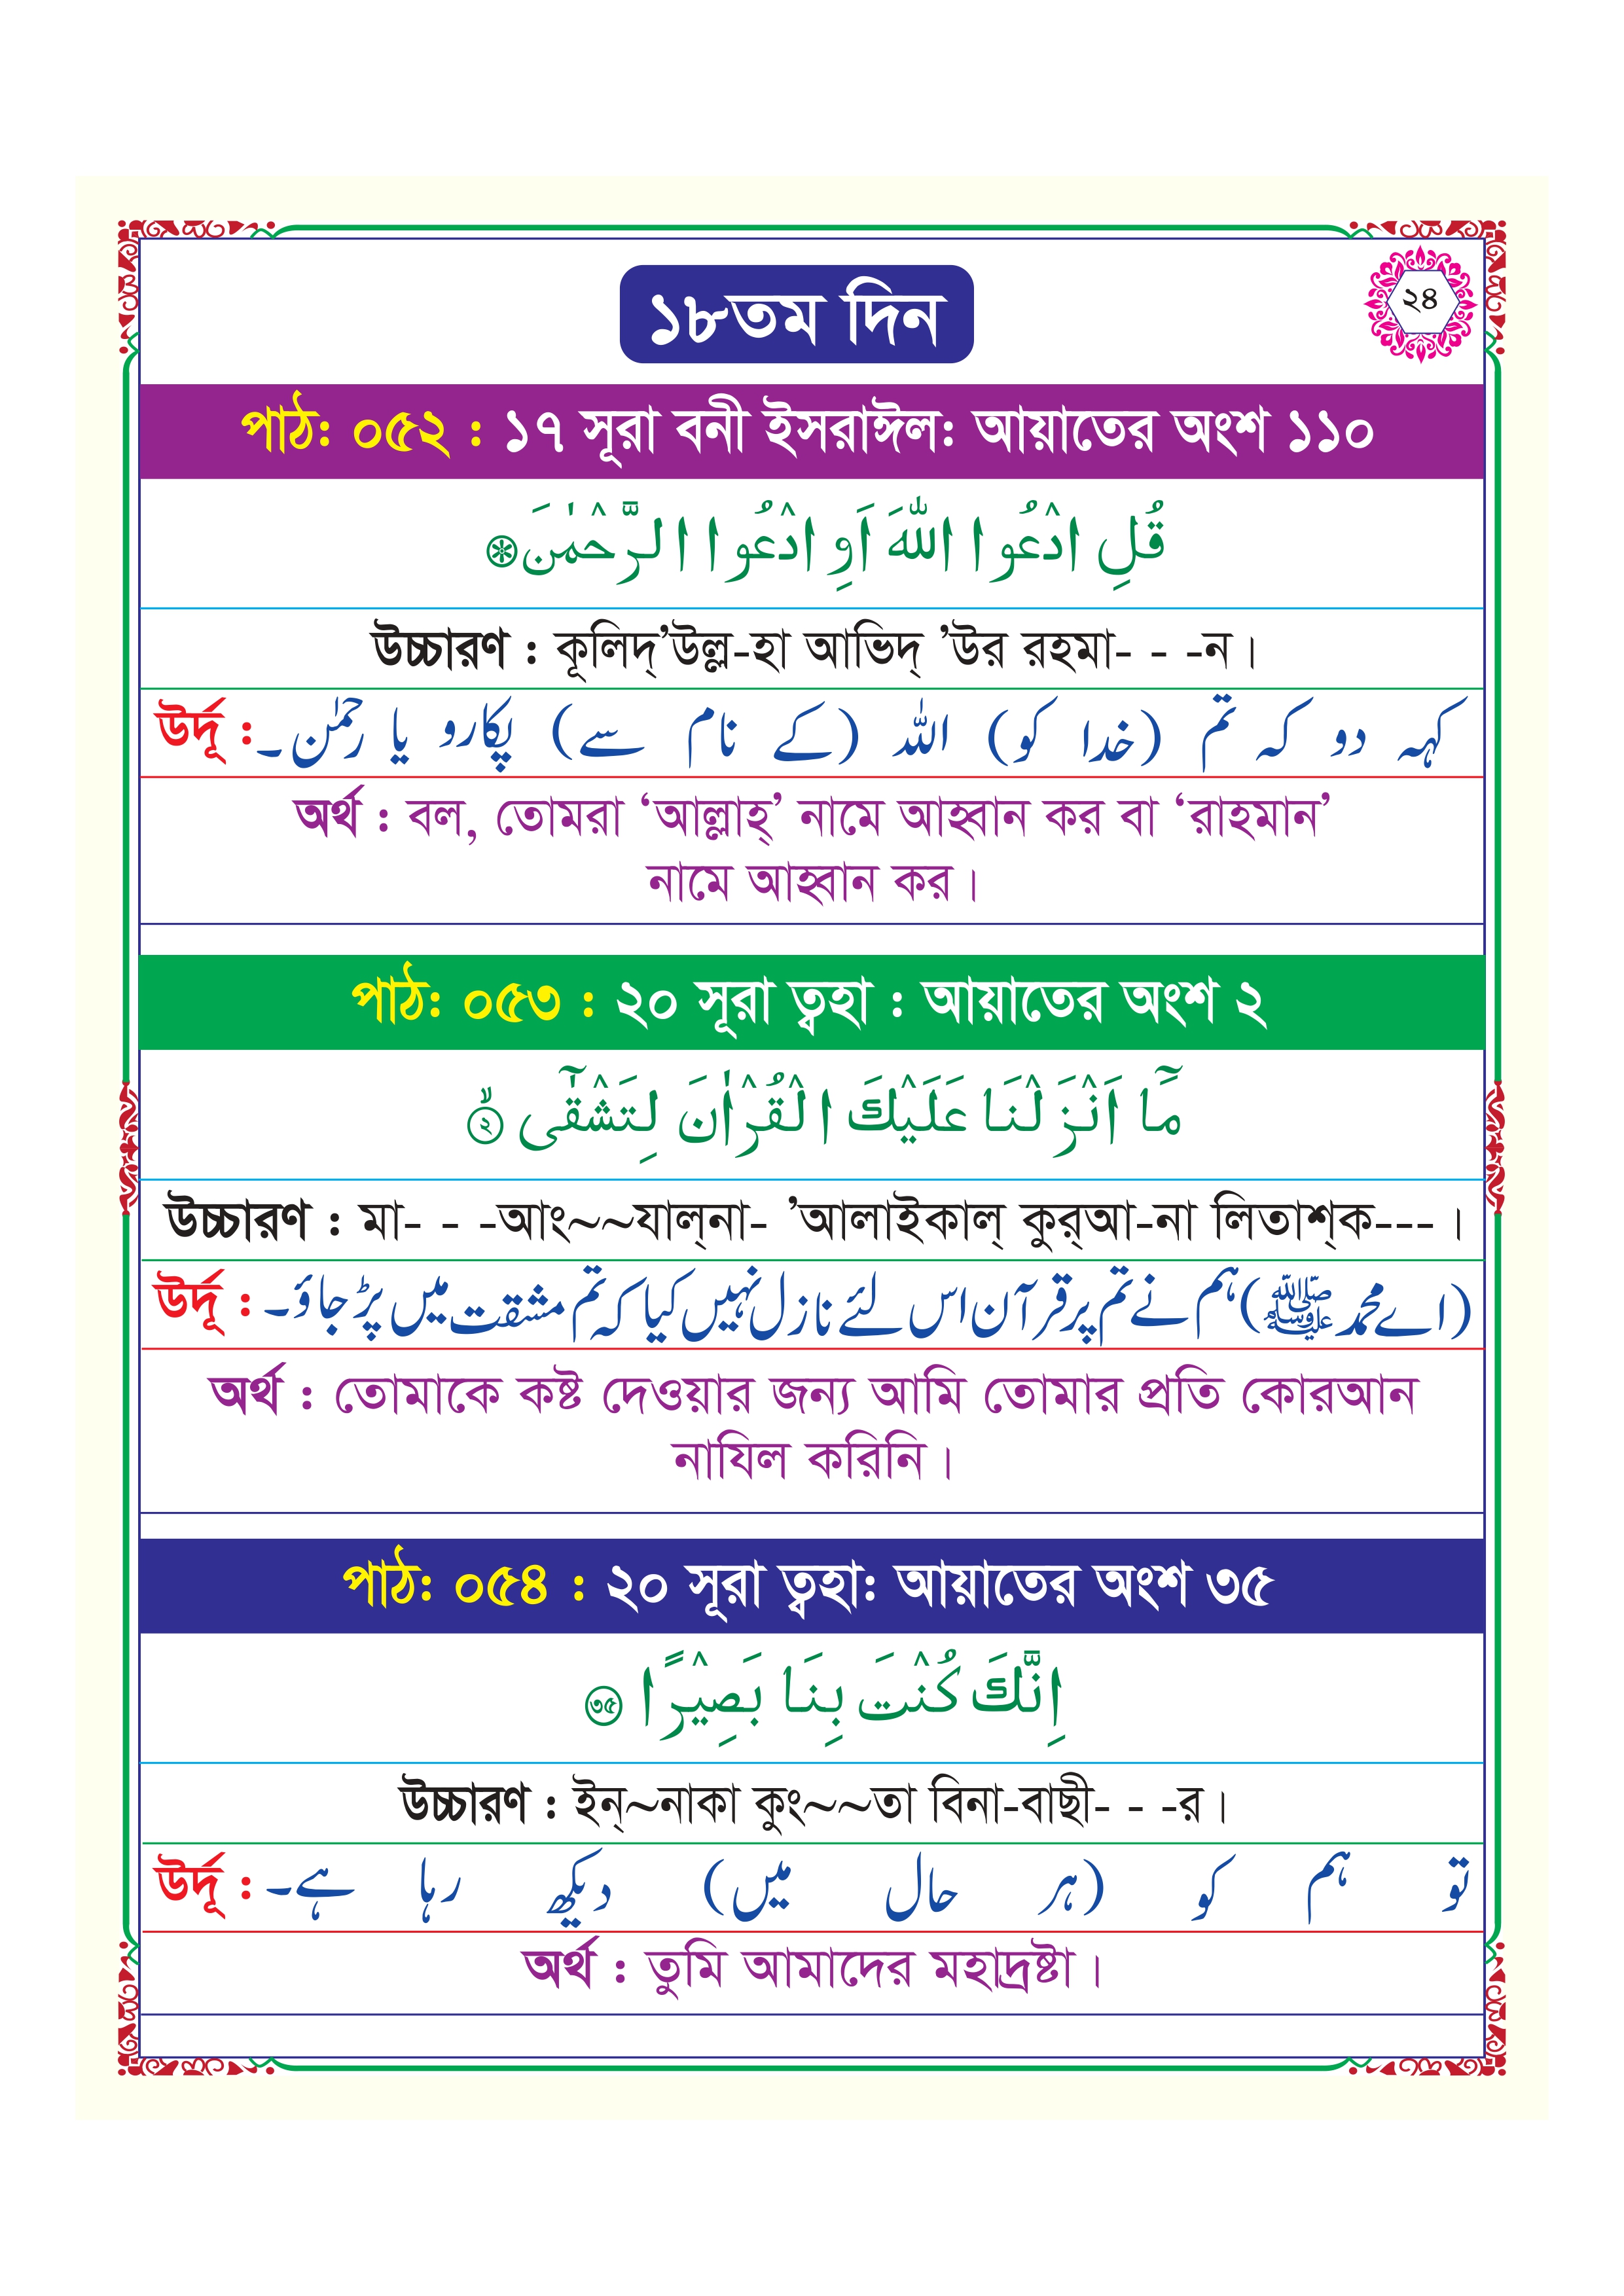 ১৮তম দিন
২৪
পাঠ: ০৫২ : ১৭ সূরা বনী ইসরাঈল: আয়াতের অংশ ১১০
قُلِ ادْعُوا اللّٰهَ اَوِ ادْعُوا الرَّحْمٰنَ
উচ্চারণ : কূলিদ্’উল্ল-হা আভিদ্ ’উর রহমা- - -ন।
উর্দূ : کہہ دو کہ تم (خدا کو) اللہ (کے نام سے) پکارو یا رحمٰن۔
অর্থ : বল, তোমরা ‘আল্লাহ্’ নামে আহ্বান কর বা ‘রাহমান’
নামে আহ্বান কর।
পাঠ: ০৫৩ : ২০ সূরা ত্বহা : আয়াতের অংশ ২
مَاۤ اَنْزَلْنَا عَلَيْكَ الْقُرْاٰنَ لِتَشْقٰۤى ۙ ২
উচ্চারণ : মা- - -আং~~যাল্‌না- ’আলাইকাল্ কুর্‌আ-না লিতাশ্‌ক---।
উর্দূ : (اے محمد ﷺ) ہم نے تم پر قرآن اس لئے نازل نہیں کیا کہ تم مشقت میں پڑ جاؤ۔
অর্থ : তোমাকে কষ্ট দেওয়ার জন্য আমি তোমার প্রতি কোরআন
নাযিল করিনি।
পাঠ: ০৫৪ : ২০ সূরা ত্বহা: আয়াতের অংশ ৩৫
اِنَّكَ كُنْتَ بِنَا بَصِيْرًا ৩৫
উচ্চারণ : ইন্~নাকা কুং~~তা বিনা-বাছী- - -র।
উর্দূ : تو ہم کو (ہر حال میں) دیکھ رہا ہے۔
অর্থ : তুমি আমাদের মহাদ্রষ্টা।